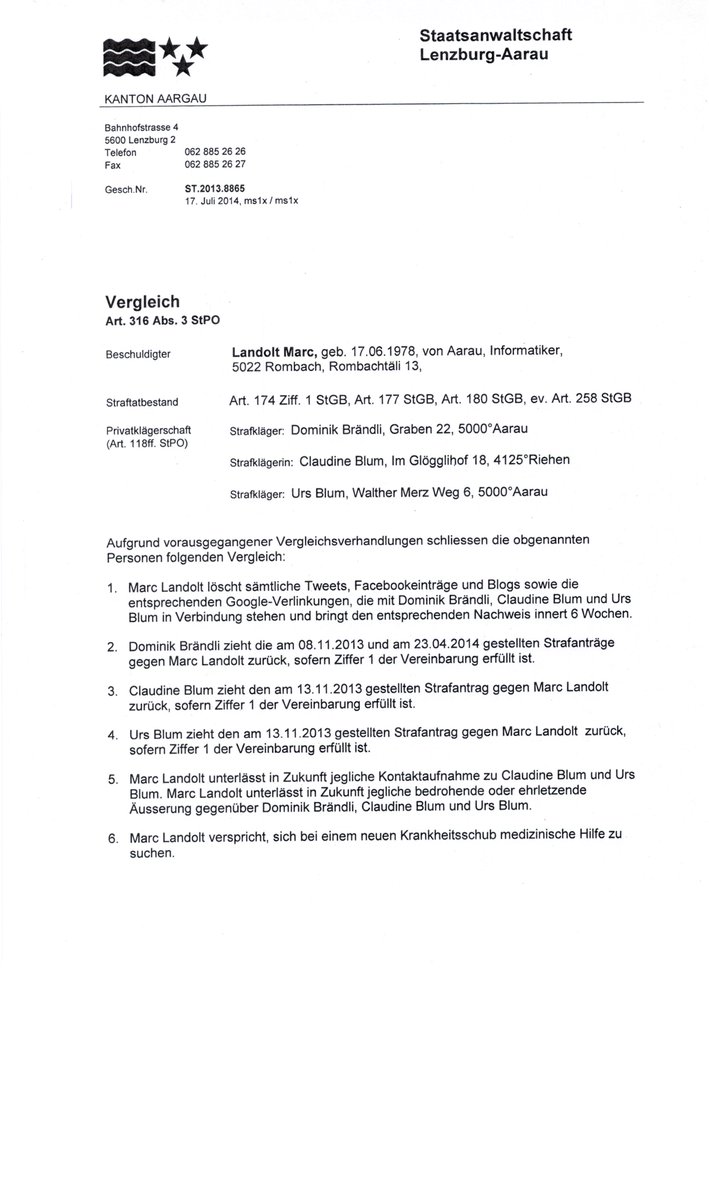 Staatsanwaltschaft
Lenzburg-Aarau
KANTON AARGAU
Bahnhofstrasse 4
5600 Lenzburg 2
Telefon 062 885 26 26
Fax 062 885 26 27
Gesch.Nr. ST.2013.8865
17. Juli 2014, ms1x / ms1x
Vergleich
Art. 316 Abs. 3 StPO
Beschuldigter Landolt Marc, geb. 17.06.1978, von Aarau, Informatiker,
5022 Rombach, Rombachtäli 13,
Straftatbestand Art. 174 Ziff. 1 StGB, Art. 177 StGB, Art. 180 StGB, ev. Art. 258 StGB
Privatklägerschaft Strafkläger: Dominik Brändli, Graben 22, 5000°Aarau
(Art. 118ff. StPO)
Strafklägerin: Claudine Blum, Im Glögglihof 18, 4125°Riehen
Strafkläger: Urs Blum, Walther Merz Weg 6, 5000°Aarau
Aufgrund vorausgegangener Vergleichsverhandlungen schliessen die obgenannten
Personen folgenden Vergleich:
1. Marc Landolt löscht sämtliche Tweets, Facebookeinträge und Blogs sowie die
entsprechenden Google-Verlinkungen, die mit Dominik Brändli, Claudine Blum und Urs
Blum in Verbindung stehen und bringt den entsprechenden Nachweis innert 6 Wochen.
2. Dominik Brändli zieht die am 08.11.2013 und am 23.04.2014 gestellten Strafanträge
gegen Marc Landolt zurück, sofern Ziffer 1 der Vereinbarung erfüllt ist.
3. Claudine Blum zieht den am 13.11.2013 gestellten Strafantrag gegen Marc Landolt
zurück, sofern Ziffer 1 der Vereinbarung erfüllt ist.
4. Urs Blum zieht den am 13.11.2013 gestellten Strafantrag gegen Marc Landolt zurück,
sofern Ziffer 1 der Vereinbarung erfüllt ist.
5. Marc Landolt unterlässt in Zukunft jegliche Kontaktaufnahme zu Claudine Blum und Urs
Blum. Marc Landolt unterlässt in Zukunft jegliche bedrohende oder ehrletzende
Äusserung gegenüber Dominik Brändli, Claudine Blum und Urs Blum.
6. Marc Landolt verspricht, sich bei einem neuen Krankheitsschub medizinische Hilfe zu
suchen.